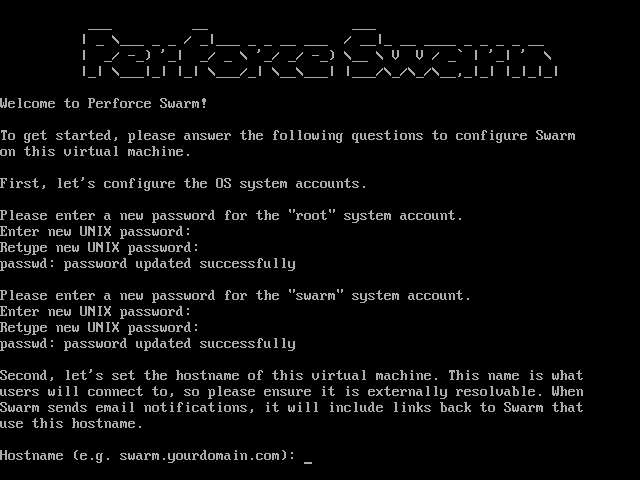 Perforce Swarm
Welcome to Perforce Swarm!
To get started, please answer the following questions to configure Swarm
on this virtual machine.
First, let's configure the OS system accounts.
Please enter a new password for the "root" system account.
Enter new UNIX password:
Retype new UNIX password:
passwd: password updated successfully
Please enter a new password for the "swarm" system account.
Enter new UNIX password:
Retype new UNIX password:
passwd: password updated successfully
Second, let's set the hostname of this virtual machine. This name is what
users will connect to, so please ensure it is externally resolvable. When
Swarm sends email notifications, it will include links back to Swarm that
use this hostname.
Hostname (e.g. swarm.yourdomain.com): _